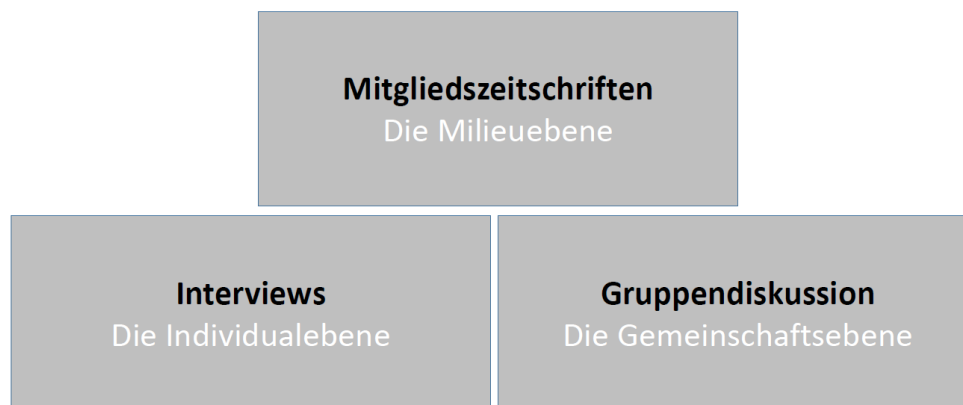 Mitgliedszeitschriften
Die Milieuebene
Interviews
Die Individualebene
Gruppendiskussion
Die Gemeinschaftsebene